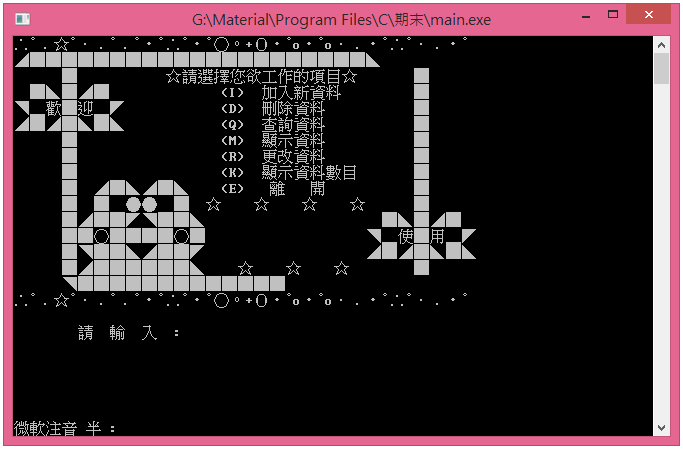 G:\Material\Program Files\C\期末\main.exe
☆請選擇您欲工作的項目☆
(I) 加入新資料
歡迎 (D) 刪除資料
(Q) 查詢資料
(M) 顯示資料
(R) 更改資料
(K) 顯示資料數目
(E) 離 開
使用
請 輸 入 :
微軟注音 半 :